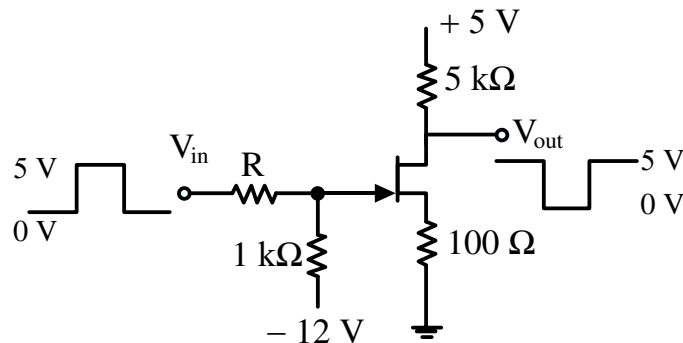 + 5 V
5 kΩ
V_in
R
5 V
0 V
V_out
5 V
0 V
1 kΩ
100 Ω
− 12 V